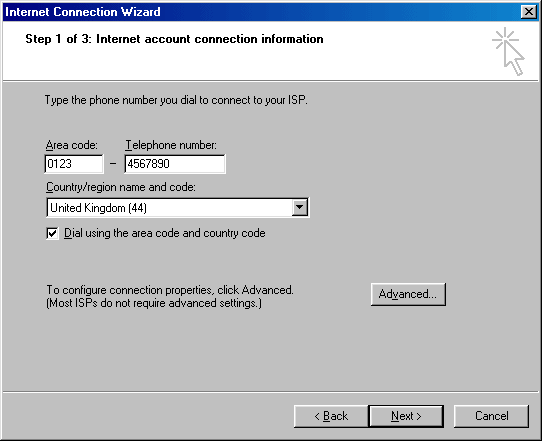 Internet Connection Wizard
Step 1 of 3: Internet account connection information
Type the phone number you dial to connect to your ISP.
Area code: Telephone number:
0123 – 4567890
Country/region name and code:
United Kingdom (44)
Dial using the area code and country code
To configure connection properties, click Advanced.
(Most ISPs do not require advanced settings.) Advanced...
< Back Next > Cancel